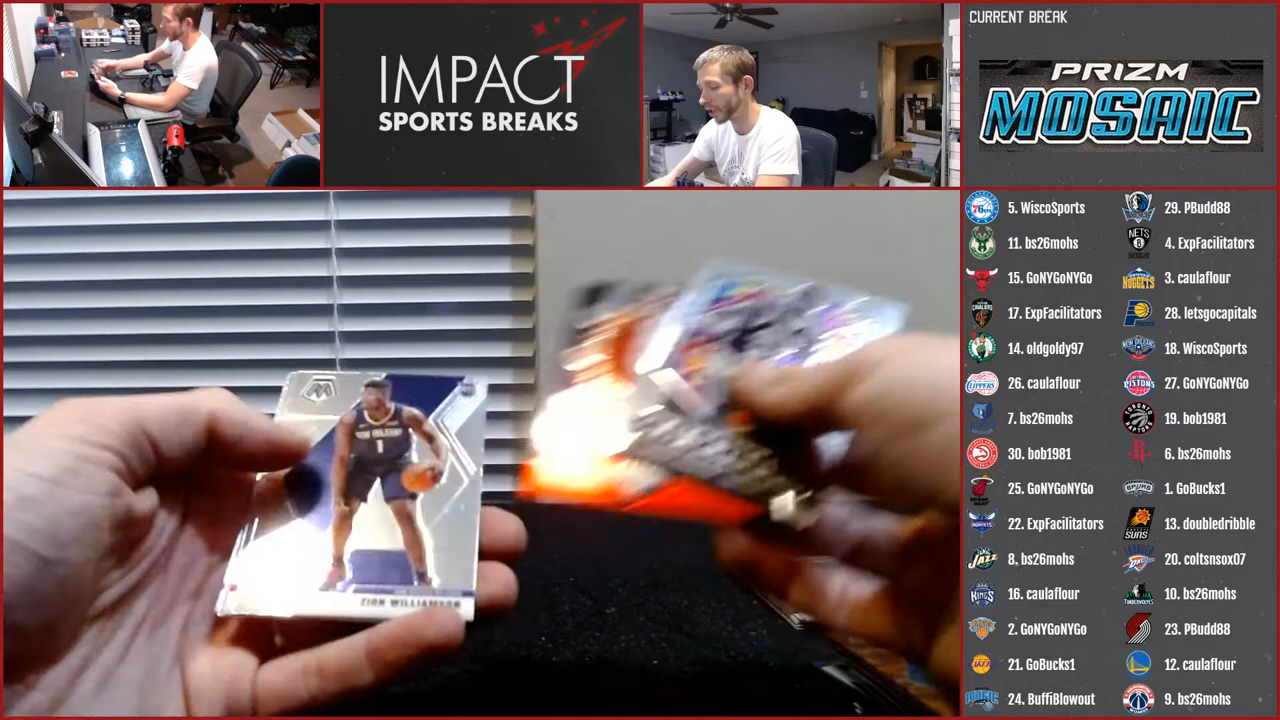 IMPACT
SPORTS BREAKS
CURRENT BREAK
PRIZM
MOSAIC
5. WiscoSports
29. PBudd88
11. bs26mohs
4. ExpFacilitators
15. GoNYGoNYGo
3. caulaflour
17. ExpFacilitators
28. letsgocapitals
14. oldgoldy97
18. WiscoSports
26. caulaflour
27. GoNYGoNYGo
7. bs26mohs
19. bob1981
30. bob1981
6. bs26mohs
25. GoNYGoNYGo
1. GoBucks1
22. ExpFacilitators
13. doubledribble
8. bs26mohs
20. coltsnsox07
16. caulaflour
10. bs26mohs
2. GoNYGoNYGo
23. PBudd88
21. GoBucks1
12. caulaflour
24. BuffiBlowout
9. bs26mohs
NEW ORLEANS
1
ZION WILLIAMSON